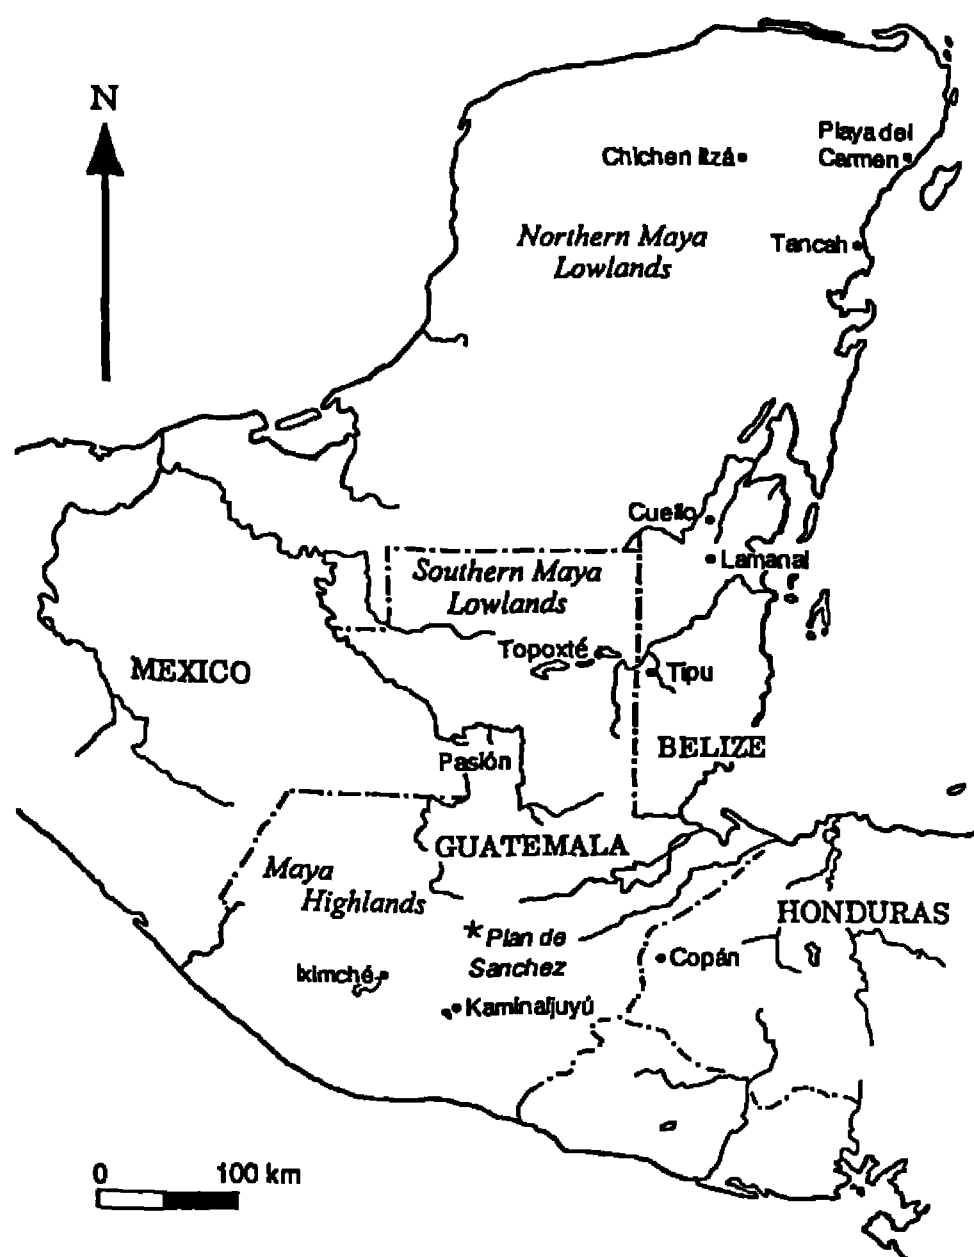 N
Playa del
Carmen
Chichen Itzá
Northern Maya
Lowlands
Tancah
Cuello
Lamanai
Southern Maya
Lowlands
Topoxté
Tipu
MEXICO
BELIZE
Pasión
GUATEMALA
Maya
Highlands
HONDURAS
* Plan de
Sanchez
Copán
Iximché
Kaminaljuyú
0 100 km